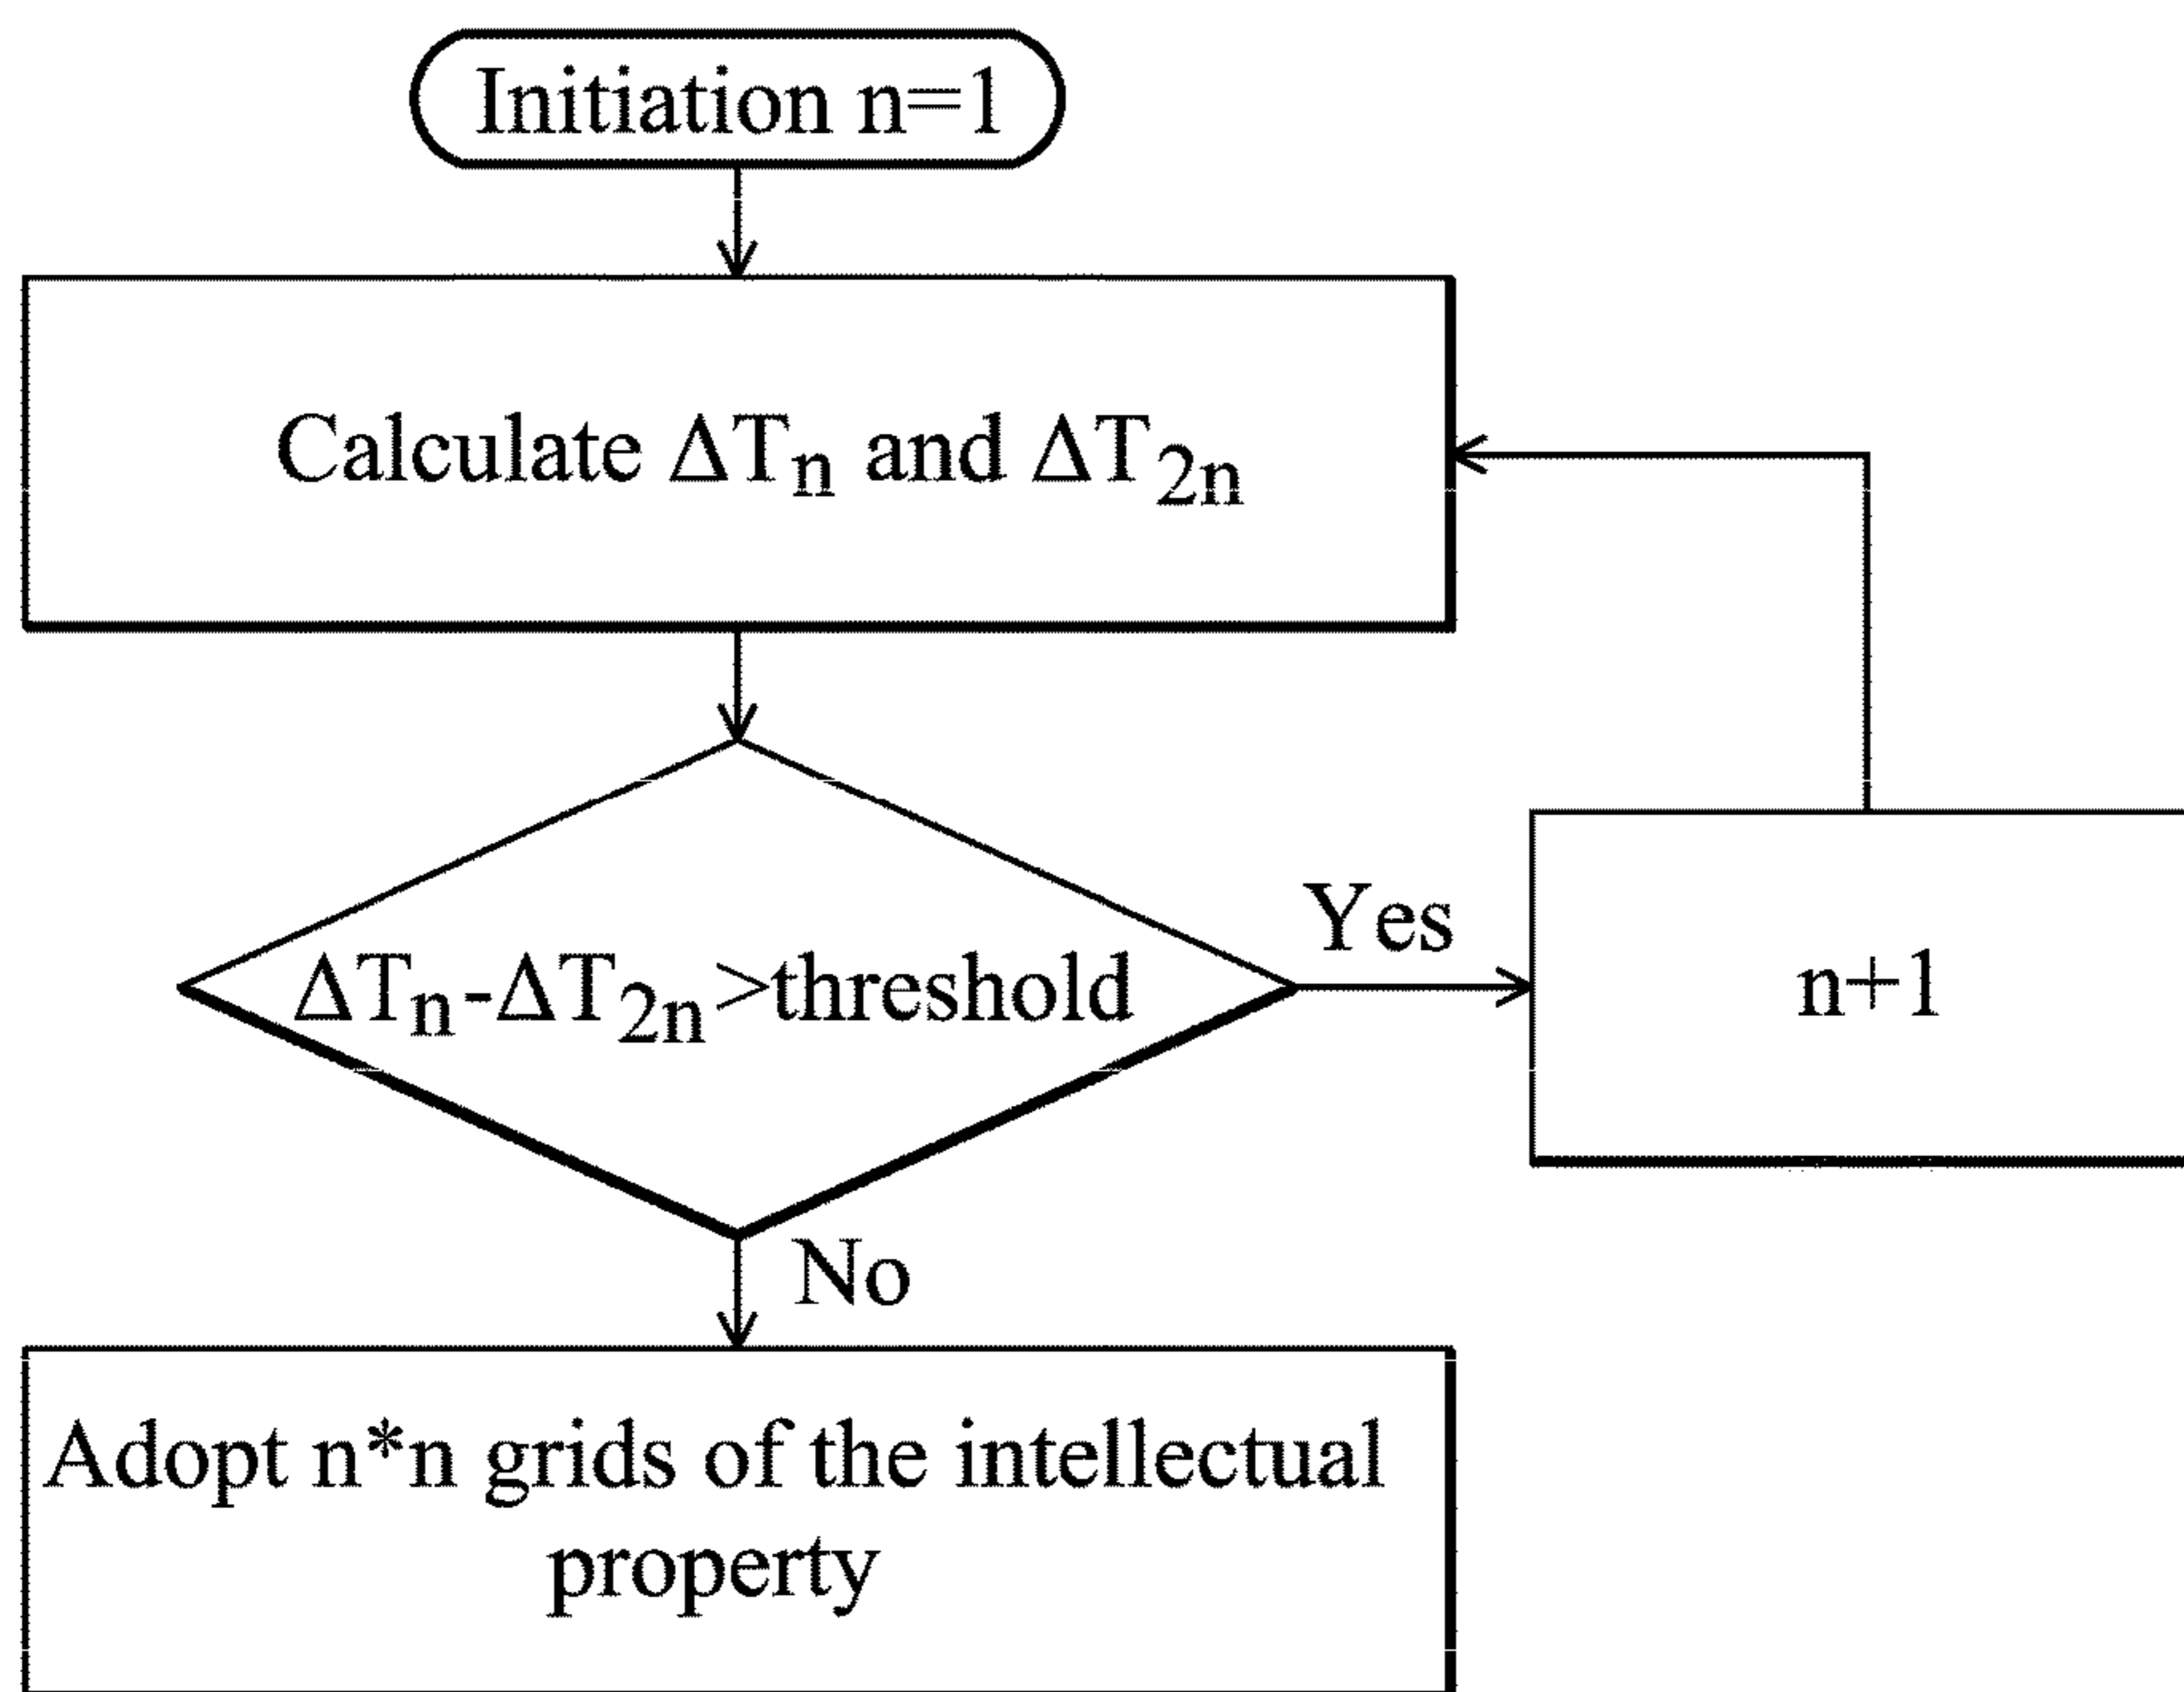 Initiation n=1
Calculate ΔTn and ΔT2n
ΔTn-ΔT2n>threshold
Yes
n+1
No
Adopt n*n grids of the intellectual
property